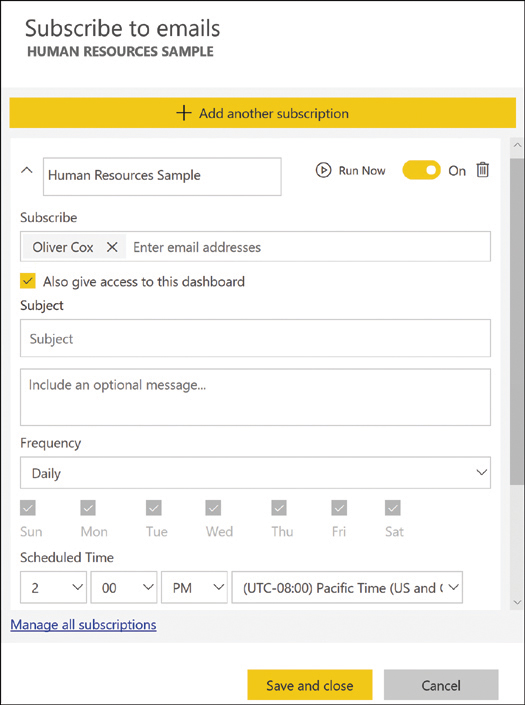 Subscribe to emails
HUMAN RESOURCES SAMPLE
Add another subscription
Human Resources Sample
Run Now
On
Subscribe
Oliver Cox
Enter email addresses
Also give access to this dashboard
Subject
Subject
Include an optional message...
Frequency
Daily
Sun Mon Tue Wed Thu Fri Sat
Scheduled Time
2 00 PM (UTC-08:00) Pacific Time (US and
Manage all subscriptions
Save and close Cancel